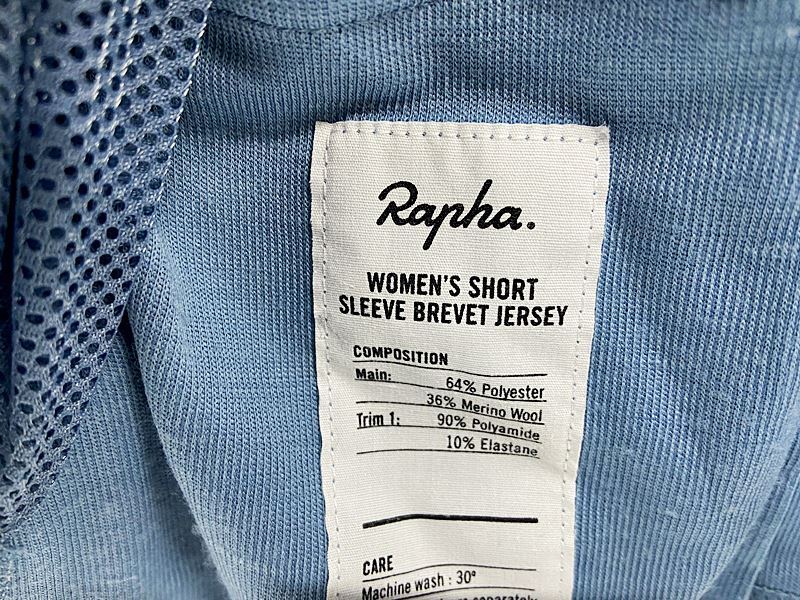 Rapha.
WOMEN'S SHORT
SLEEVE BREVET JERSEY
COMPOSITION
Main: 64% Polyester
36% Merino Wool
Trim 1: 90% Polyamide
10% Elastane
CARE
Machine wash : 30°
separately